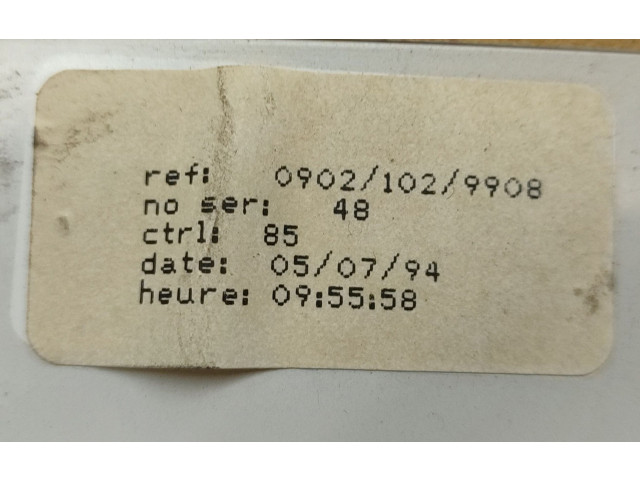 ref: 0902/102/9908
no ser: 48
ctrl: 85
date: 05/07/94
heure: 09:55:58